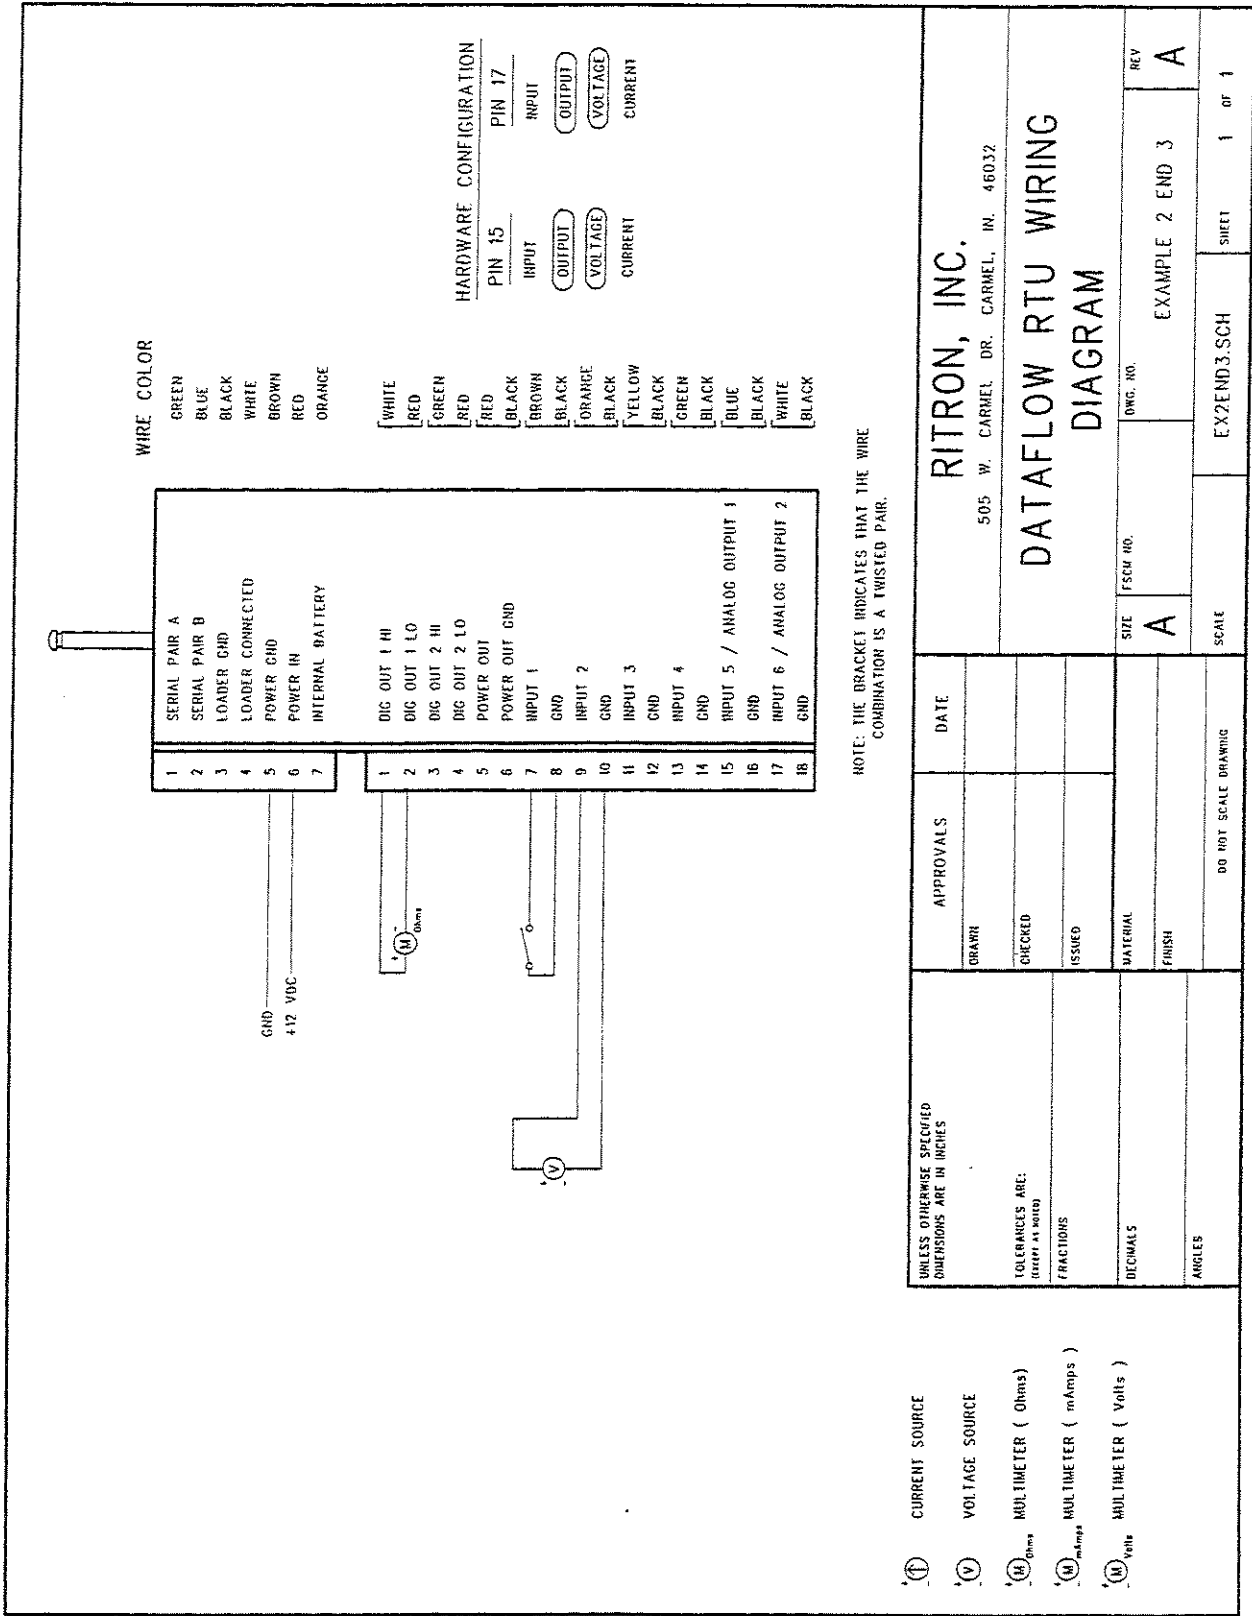 WIRE COLOR
1 SERIAL PAIR A GREEN
2 SERIAL PAIR B BLUE
3 LOADER GND BLACK
4 LOADER CONNECTED WHITE
5 POWER GND BROWN
6 POWER IN RED
7 INTERNAL BATTERY ORANGE
GND
+12 VDC
1 DIG OUT 1 HI WHITE
2 DIG OUT 1 LO RED
3 DIG OUT 2 HI GREEN
4 DIG OUT 2 LO RED
5 POWER OUT RED
6 POWER OUT GND BLACK
7 INPUT 1 BROWN
8 GND BLACK
9 INPUT 2 ORANGE
10 GND BLACK
11 INPUT 3 YELLOW
12 GND BLACK
13 INPUT 4 GREEN
14 GND BLACK
15 INPUT 5 / ANALOG OUTPUT 1 BLUE
16 GND BLACK
17 INPUT 6 / ANALOG OUTPUT 2 WHITE
18 GND BLACK
+ M -
Ohms
+ V -
HARDWARE CONFIGURATION
PIN 15 PIN 17
INPUT INPUT
OUTPUT OUTPUT
VOLTAGE VOLTAGE
CURRENT CURRENT
NOTE: THE BRACKET INDICATES THAT THE WIRE
COMBINATION IS A TWISTED PAIR.
+ - CURRENT SOURCE
+ V - VOLTAGE SOURCE
+ M - Ohms MULTIMETER ( Ohms)
+ M - mAmps MULTIMETER ( mAmps )
+ M - Volts MULTIMETER ( Volts )
UNLESS OTHERWISE SPECIFIED
DIMENSIONS ARE IN INCHES
TOLERANCES ARE:
(EXCEPT AS NOTED)
FRACTIONS
DECIMALS
ANGLES
APPROVALS DATE
DRAWN
CHECKED
ISSUED
MATERIAL
FINISH
DO NOT SCALE DRAWING
RITRON, INC.
505 W. CARMEL DR. CARMEL, IN. 46032
DATAFLOW RTU WIRING
DIAGRAM
SIZE
A
FSCM NO.
DWG. NO.
EXAMPLE 2 END 3
REV
A
SCALE
EX2END3.SCH
SHEET 1 OF 1